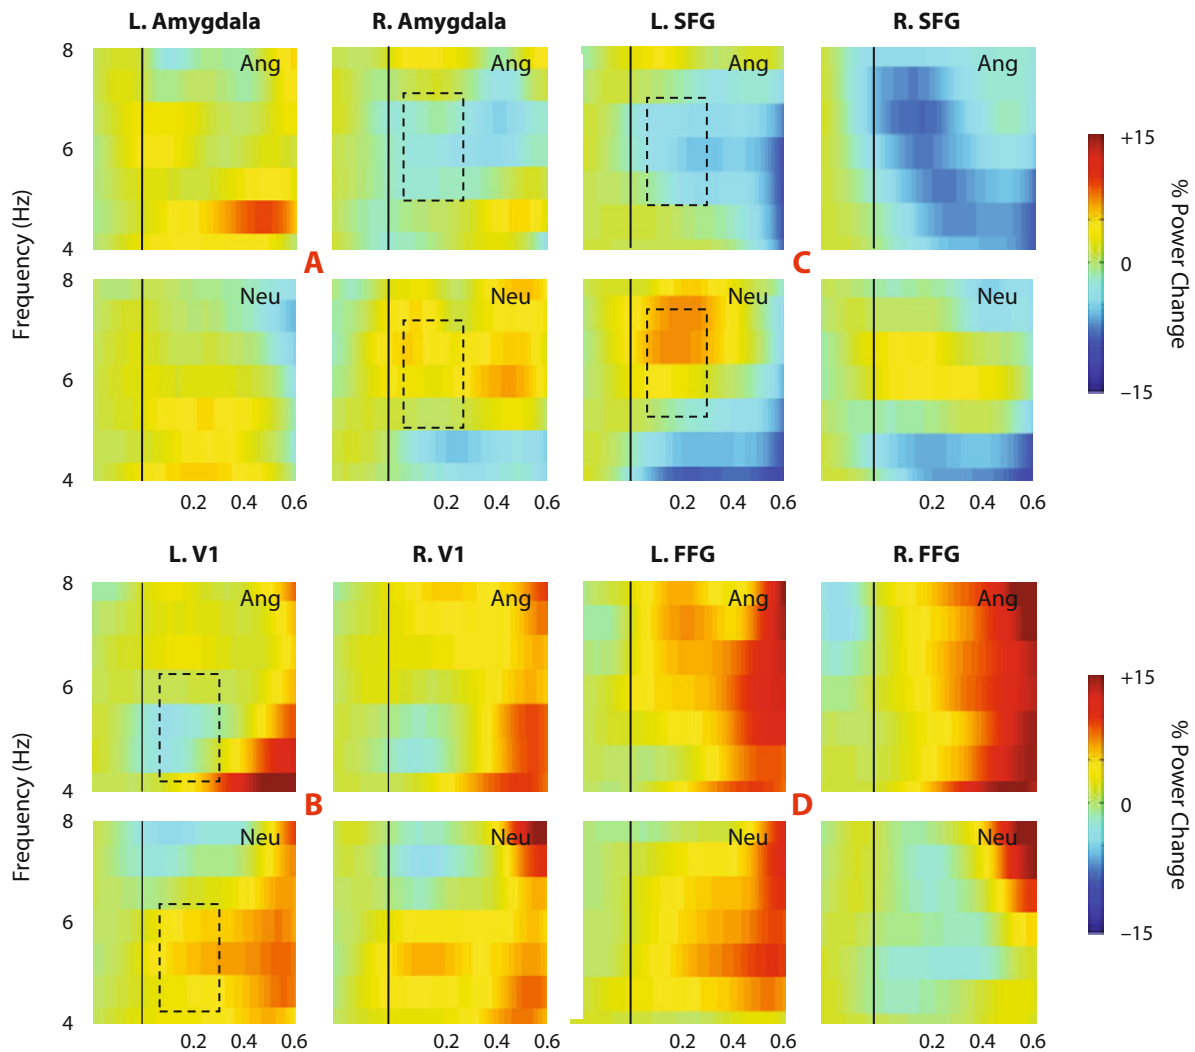 L. Amygdala R. Amygdala L. SFG R. SFG
8 Ang Ang Ang Ang
+15
6
Frequency (Hz)
% Power Change
4 A C 0
8 Neu Neu Neu Neu
6
−15
4
0.2 0.4 0.6 0.2 0.4 0.6 0.2 0.4 0.6 0.2 0.4 0.6
L. V1 R. V1 L. FFG R. FFG
8 Ang Ang Ang Ang
+15
6
Frequency (Hz)
% Power Change
4 B D 0
8 Neu Neu Neu Neu
6
−15
4
0.2 0.4 0.6 0.2 0.4 0.6 0.2 0.4 0.6 0.2 0.4 0.6